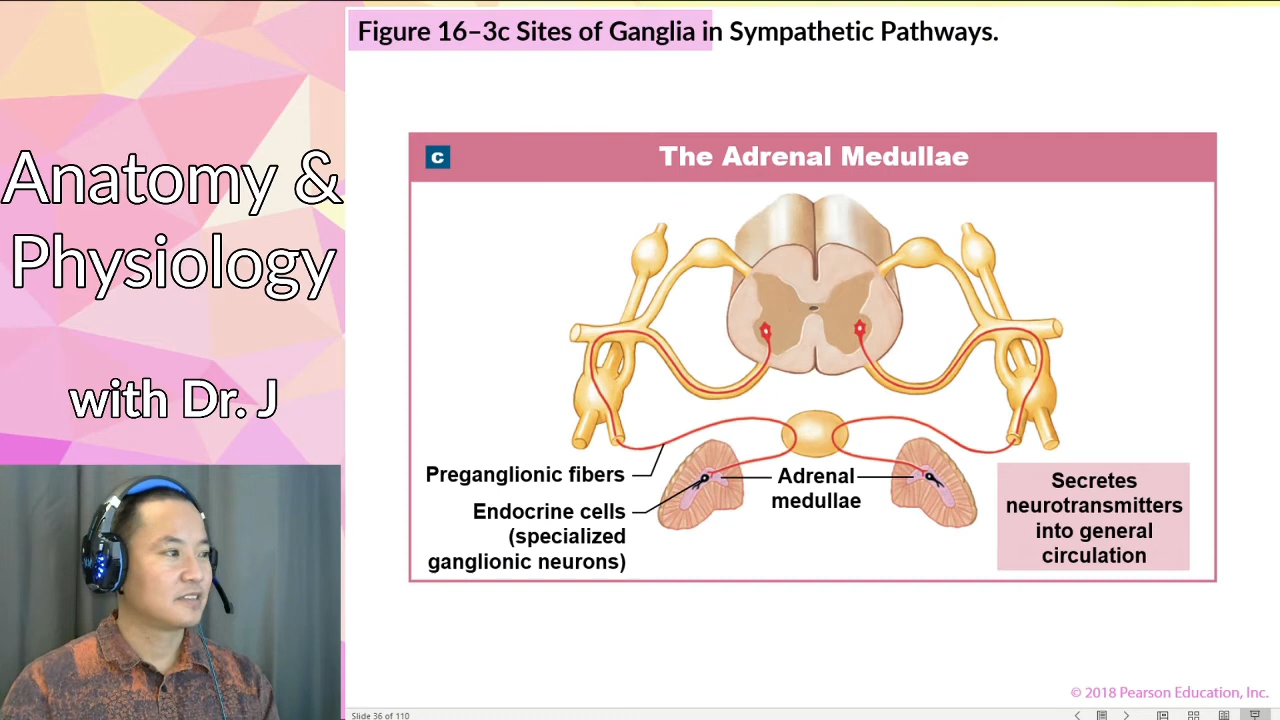 Anatomy &
Physiology
with Dr. J
Figure 16–3c Sites of Ganglia in Sympathetic Pathways.
c
The Adrenal Medullae
Preganglionic fibers
Endocrine cells
(specialized
ganglionic neurons)
Adrenal
medullae
Secretes
neurotransmitters
into general
circulation
© 2018 Pearson Education, Inc.
Slide 36 of 110